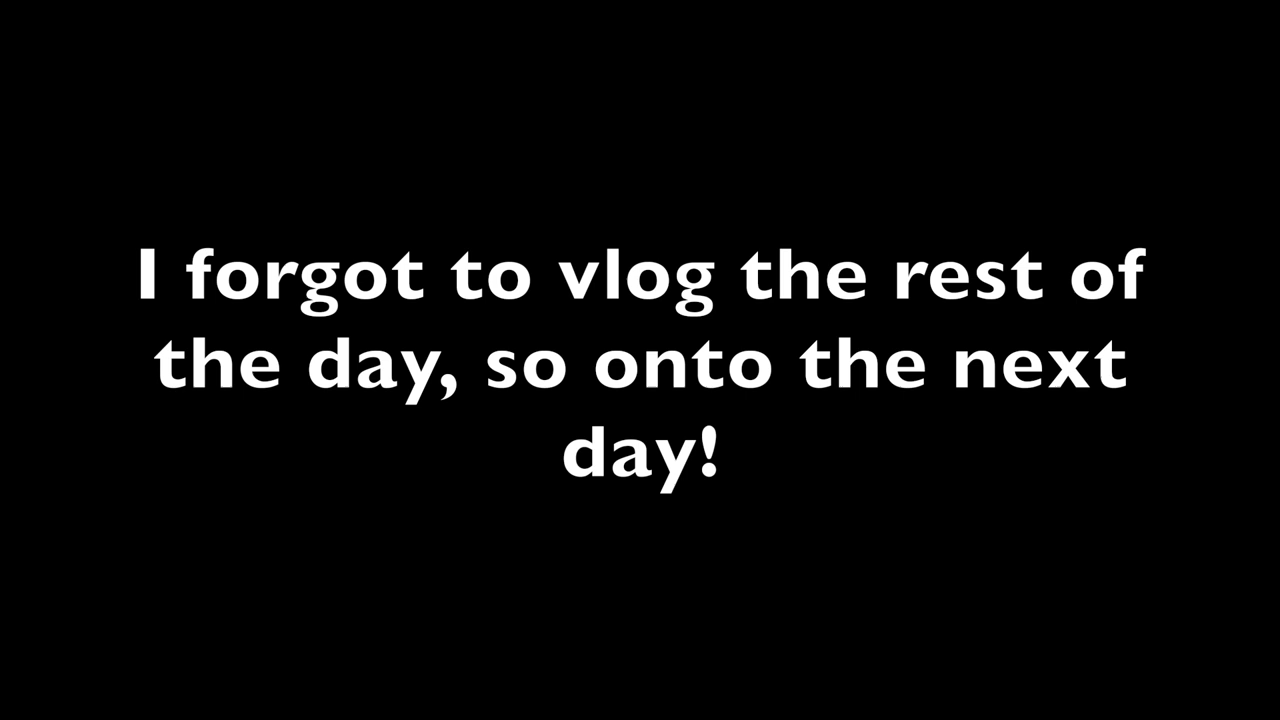 I forgot to vlog the rest of
the day, so onto the next
day!